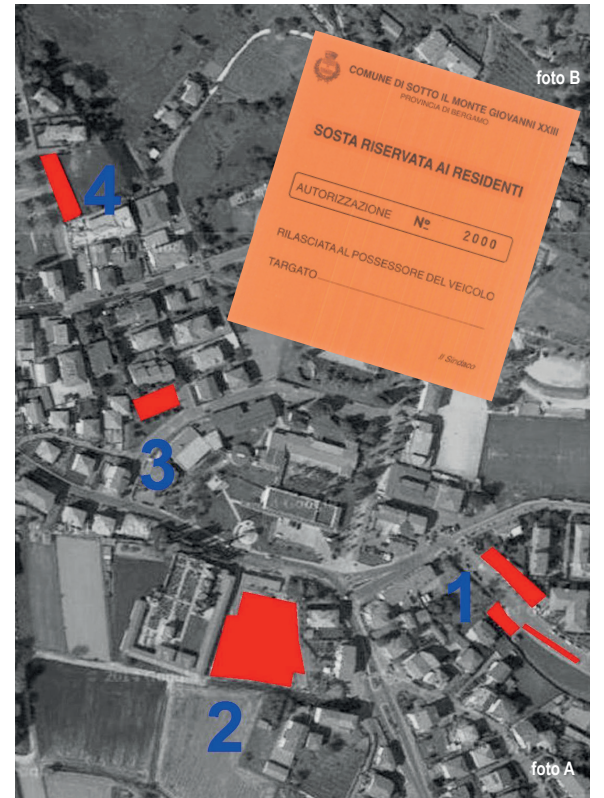 foto B
COMUNE DI SOTTO IL MONTE GIOVANNI XXIII
PROVINCIA DI BERGAMO
SOSTA RISERVATA AI RESIDENTI
AUTORIZZAZIONE Nº 2000
RILASCIATA AL POSSESSORE DEL VEICOLO
TARGATO
Il Sindaco
4
3
1
2
foto A